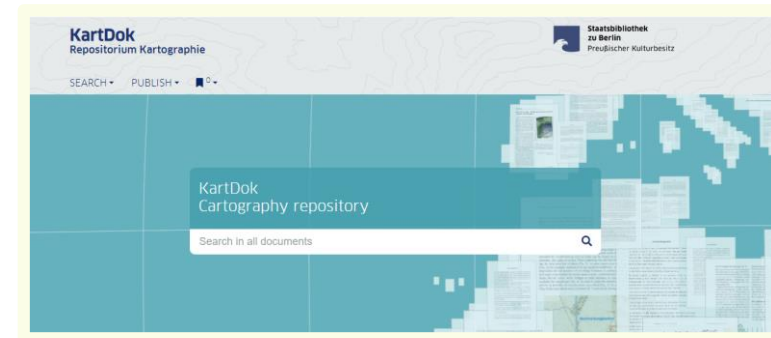 KartDok
Repositorium Kartographie
Staatsbibliothek
zu Berlin
Preußischer Kulturbesitz
SEARCH
PUBLISH
0
KartDok
Cartography repository
Search in all documents